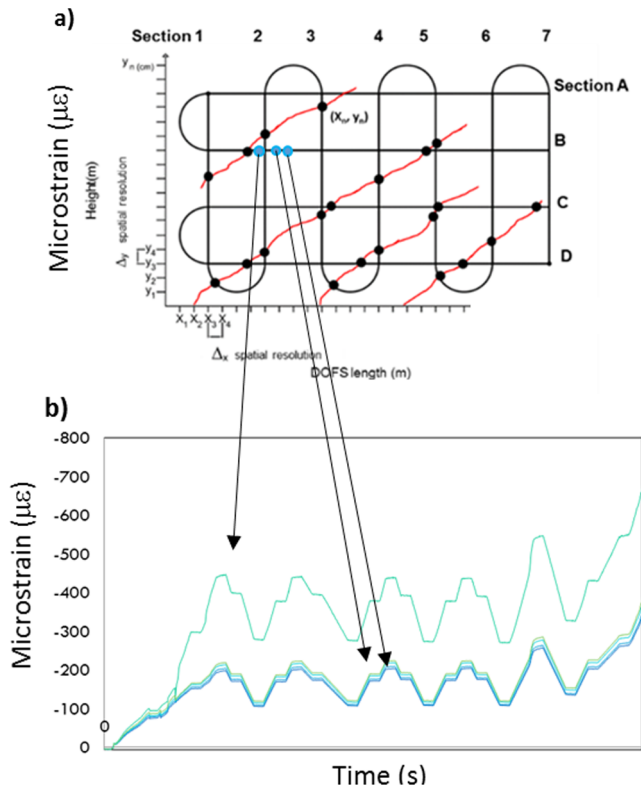 a)
Section 1 2 3 4 5 6 7
yn (cm)
Section A
(Xn, yn)
B
Microstrain (με)
Height(m)
Δy spatial resolution
C
D
y4
y3
y2
y1
X1 X2 X3 X4
Δx spatial resolution
DOFS length (m)
b)
-800
-700
-600
-500
-400
-300
-200
-100
0
0
Microstrain (με)
Time (s)